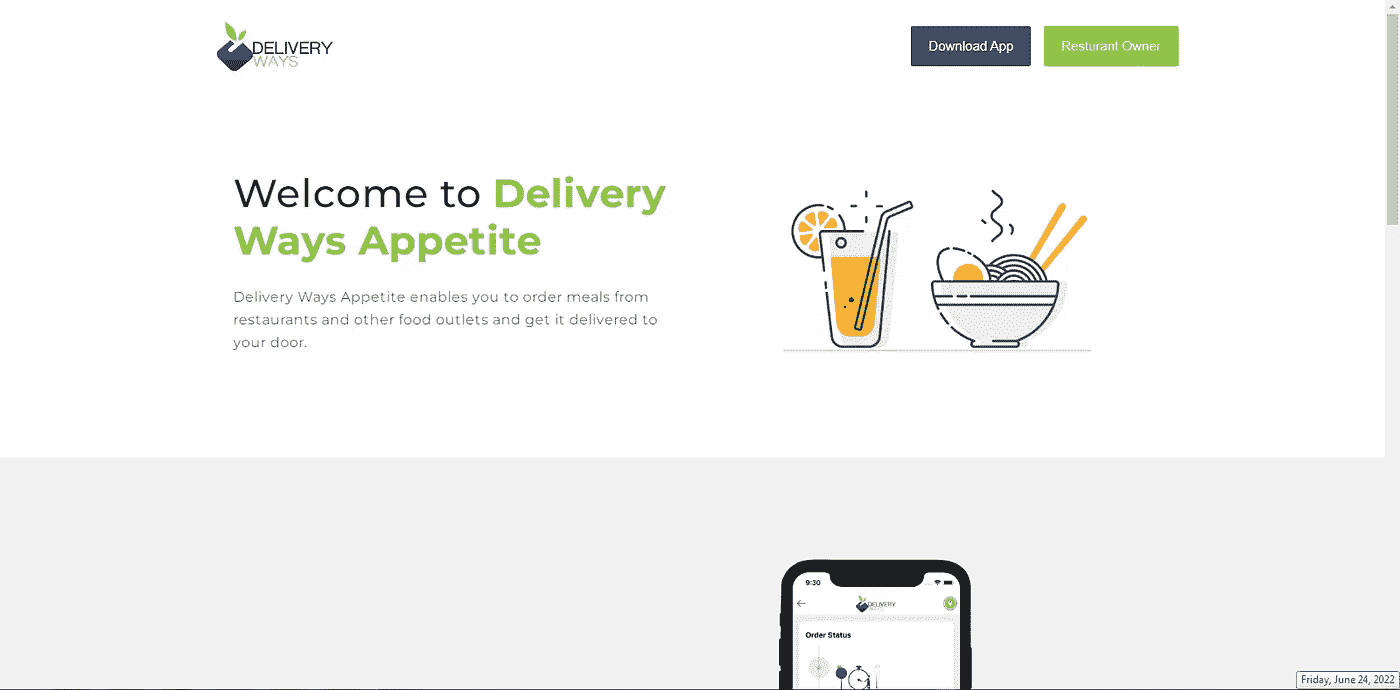 DELIVERY
WAYS
Download App
Resturant Owner
Welcome to Delivery
Ways Appetite
Delivery Ways Appetite enables you to order meals from
restaurants and other food outlets and get it delivered to
your door.
9:30
DELIVERY
Order Status
Friday, June 24, 2022